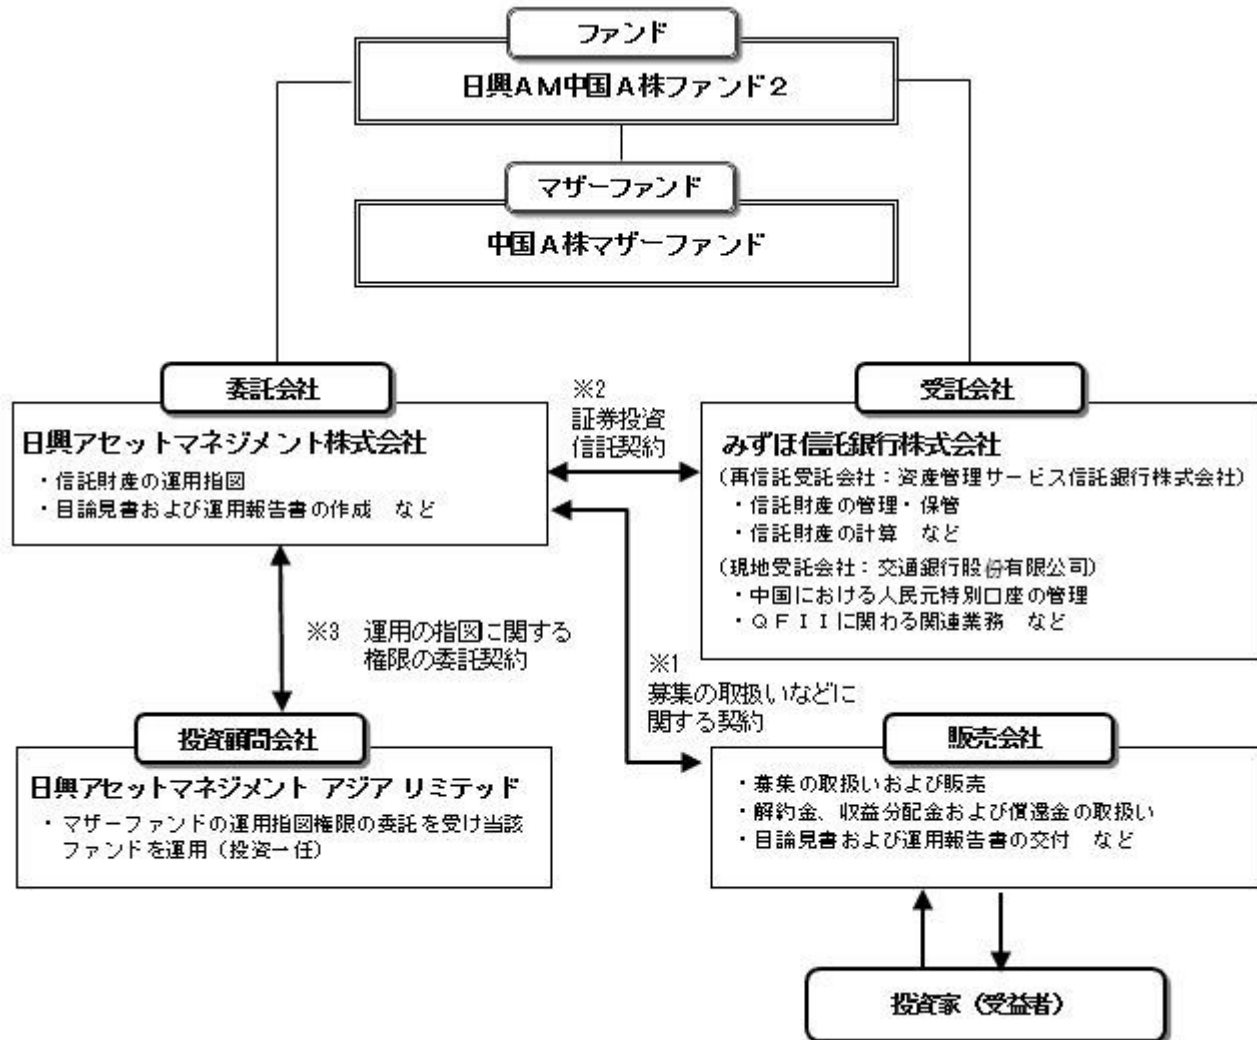 ファンド
日興AM中国A株ファンド2
マザーファンド
中国A株マザーファンド
委託会社
日興アセットマネジメント株式会社
・信託財産の運用指図
・目論見書および運用報告書の作成 など
※2
証券投資
信託契約
受託会社
みずほ信託銀行株式会社
(再信託受託会社:資産管理サービス信託銀行株式会社)
・信託財産の管理・保管
・信託財産の計算 など
(現地受託会社:交通銀行股份有限公司)
・中国における人民元特別口座の管理
・QFIIに関わる関連業務 など
※3 運用の指図に関する
権限の委託契約
※1
募集の取扱いなどに
関する契約
投資顧問会社
日興アセットマネジメント アジア リミテッド
・マザーファンドの運用指図権限の委託を受け当該
ファンドを運用(投資一任)
販売会社
・募集の取扱いおよび販売
・解約金、収益分配金および償還金の取扱い
・目論見書および運用報告書の交付 など
投資家(受益者)